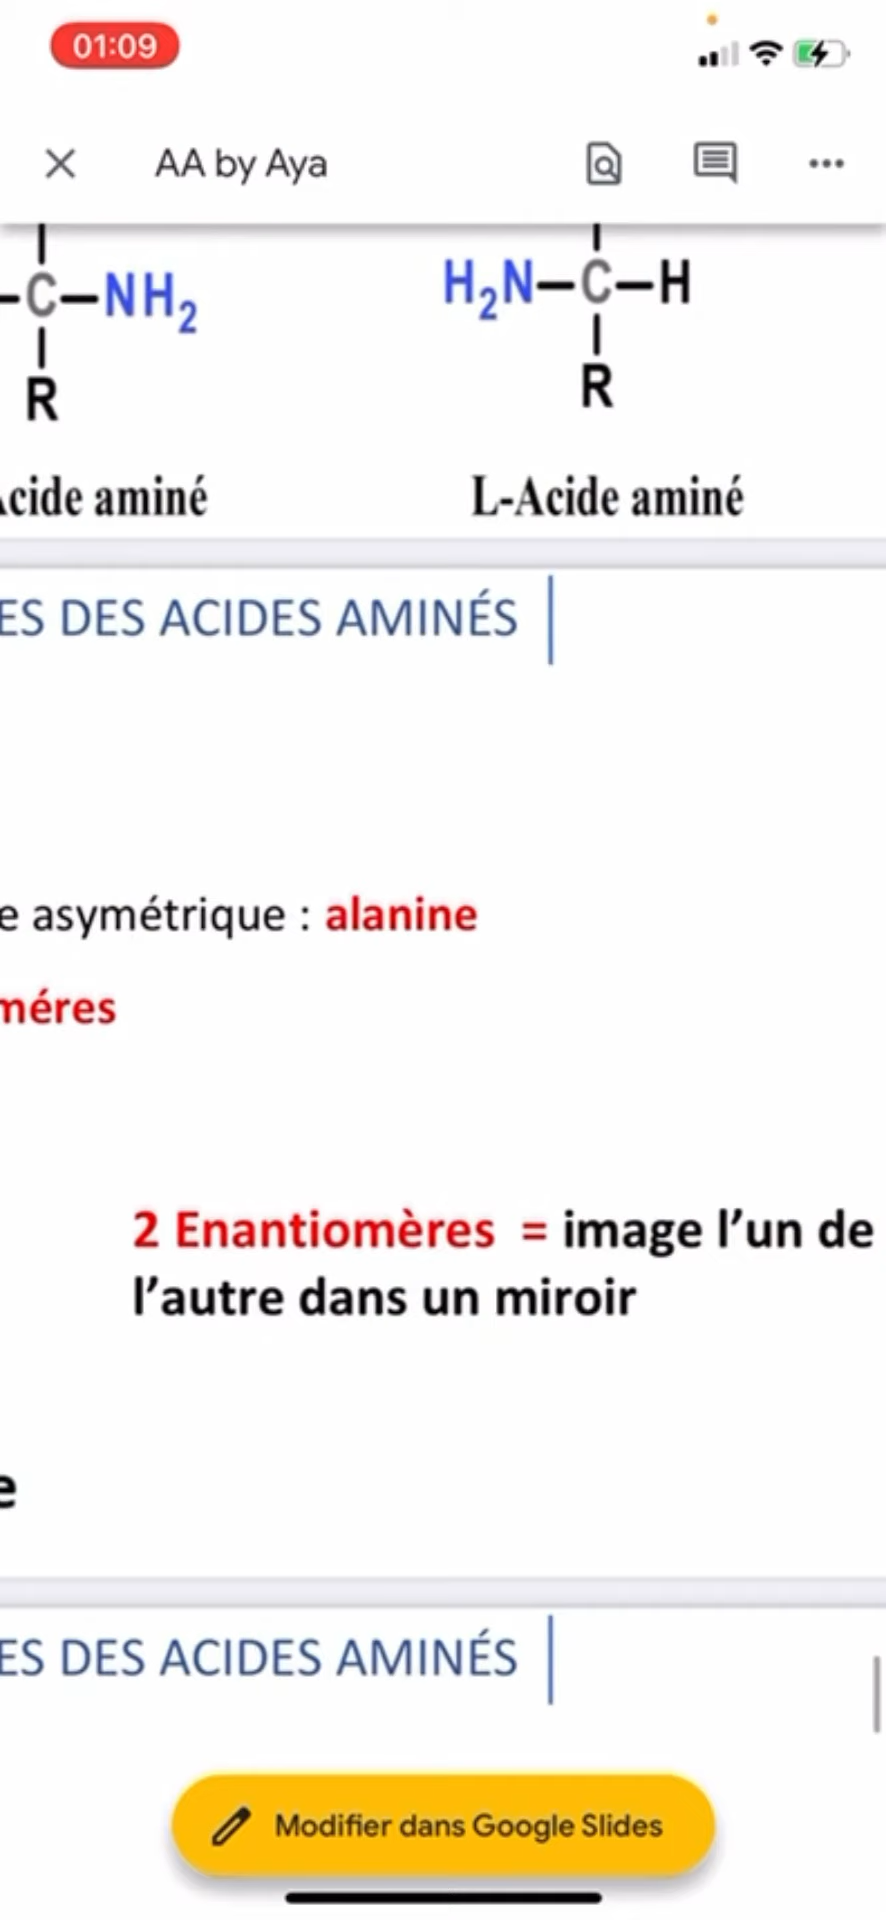 01:09
AA by Aya
-C-NH2
H2N-C-H
R
R
cide aminé
L-Acide aminé
ES DES ACIDES AMINÉS
e asymétrique : alanine
méres
2 Enantiomères = image l'un de
l'autre dans un miroir
e
ES DES ACIDES AMINÉS
Modifier dans Google Slides